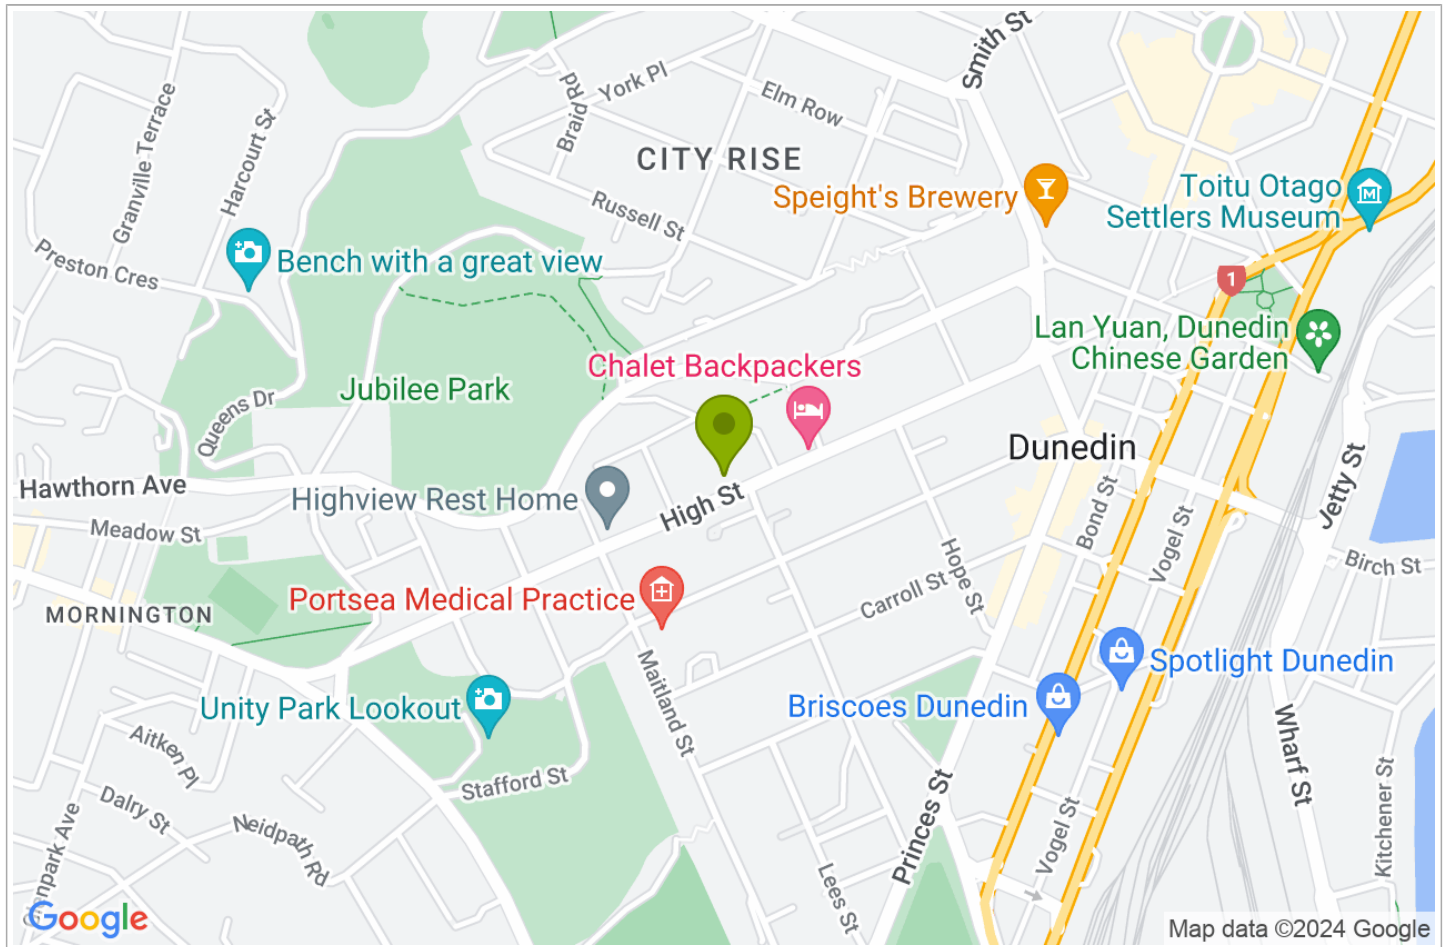 Smith St
York Pl
Braid Rd
Elm Row
Granville Terrace
Harcourt St
CITY RISE
Speight's Brewery
Toitu Otago
Settlers Museum
Russell St
Preston Cres
Bench with a great view
1
Lan Yuan, Dunedin
Chinese Garden
Chalet Backpackers
Jubilee Park
Queens Dr
Dunedin
Hawthorn Ave
Highview Rest Home
High St
Bond St
Vogel St
Jetty St
Meadow St
Hope St
Birch St
Portsea Medical Practice
Carroll St
MORNINGTON
Maitland St
Spotlight Dunedin
Unity Park Lookout
Briscoes Dunedin
Aitken Pl
Stafford St
Wharf St
Dalry St
Neidpath Rd
Princes St
Vogel St
Kitchener St
Glenpark Ave
Lees St
Google
Map data ©2024 Google